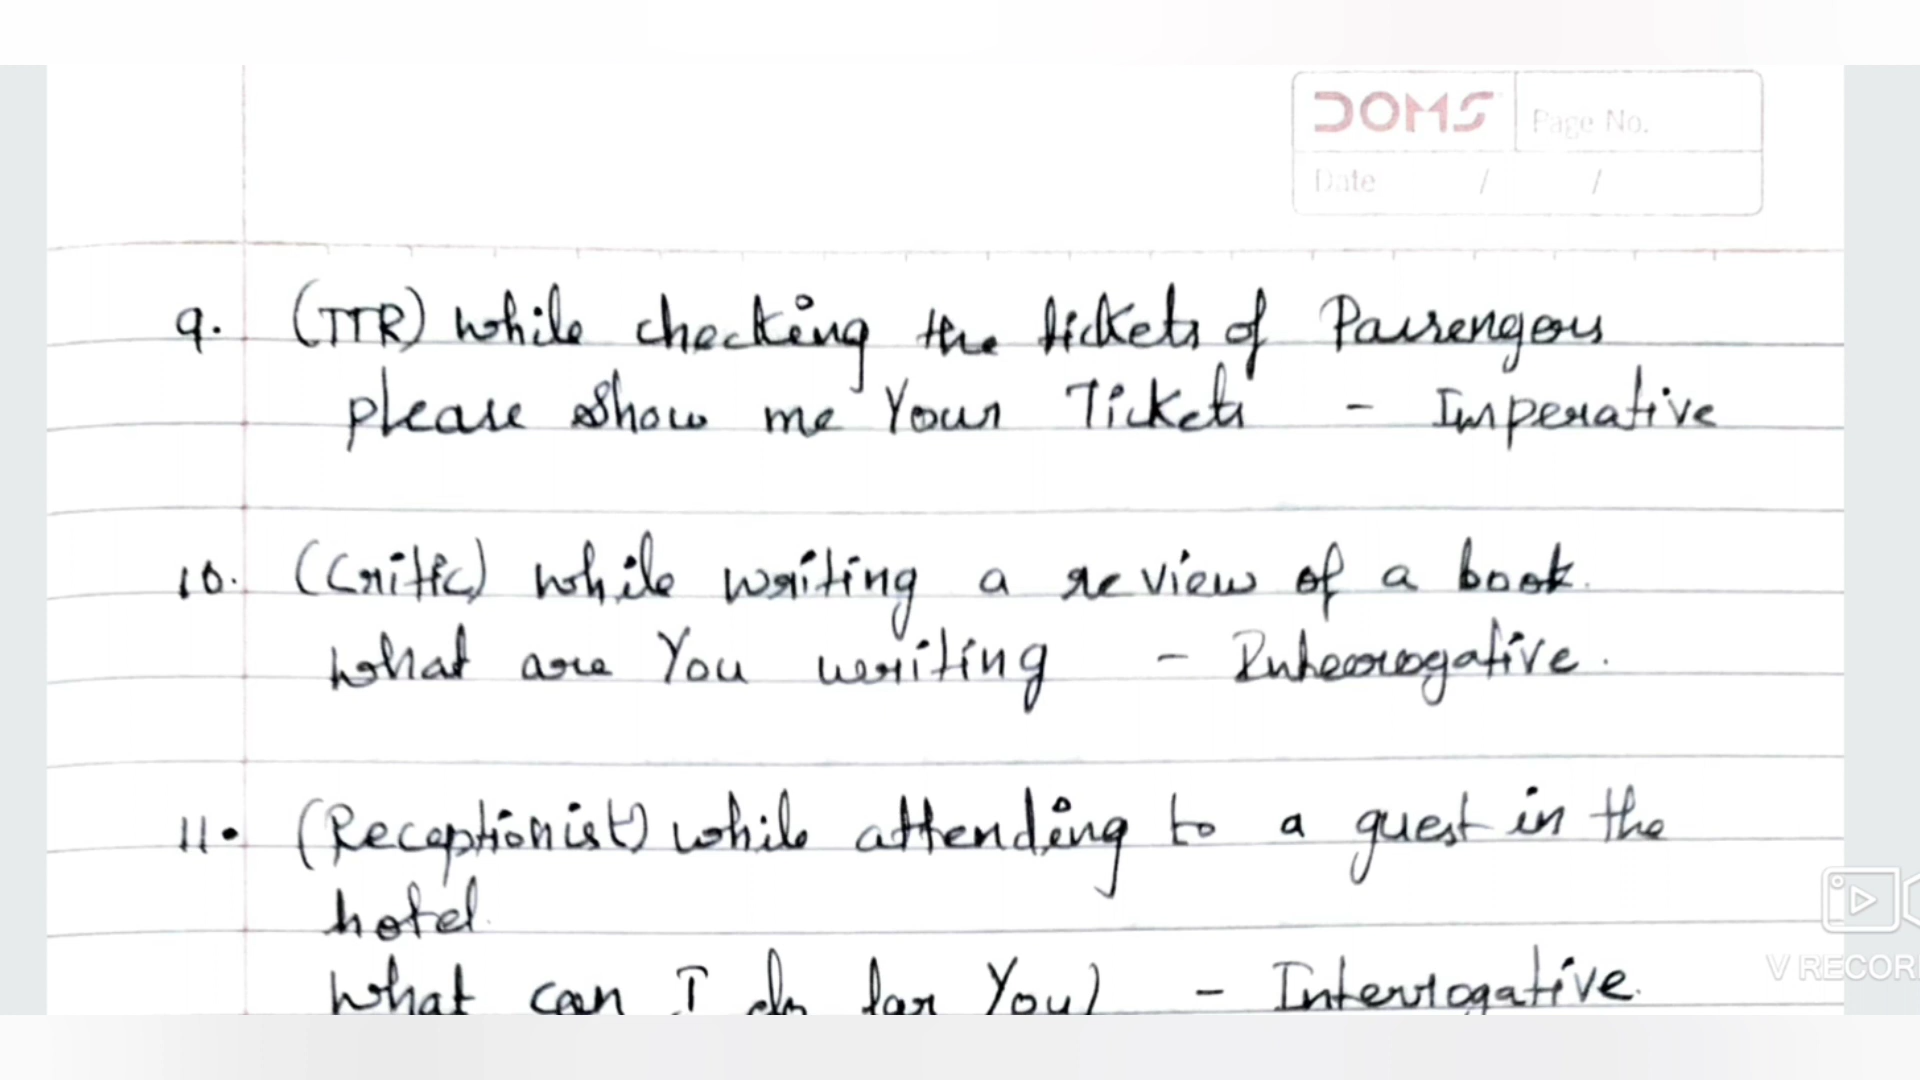 DOMS
Page No.
Date / /
9. (TTR) while checking the tickets of Passengers
please show me Your Tickets - Imperative
10. (Critic) while writing a review of a book.
what are You writing - Interrogative.
11. (Receptionist) while attending to a guest in the
hotel.
What can I do for You? - Interrogative.
V RECOR